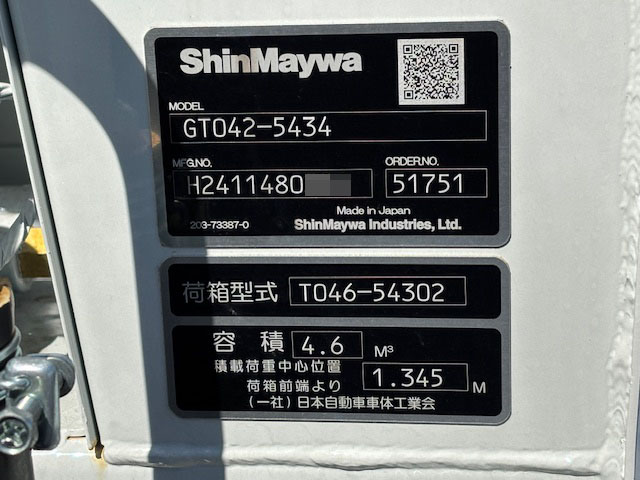 ShinMaywa
MODEL
GT042-5434
MFG.NO. ORDER.NO.
H2411480 51751
Made in Japan
203-73387-0 ShinMaywa Industries, Ltd.
荷箱型式 T046-54302
容積 4.6 M³
積載荷重中心位置
荷箱前端より 1.345 M
(一社)日本自動車車体工業会